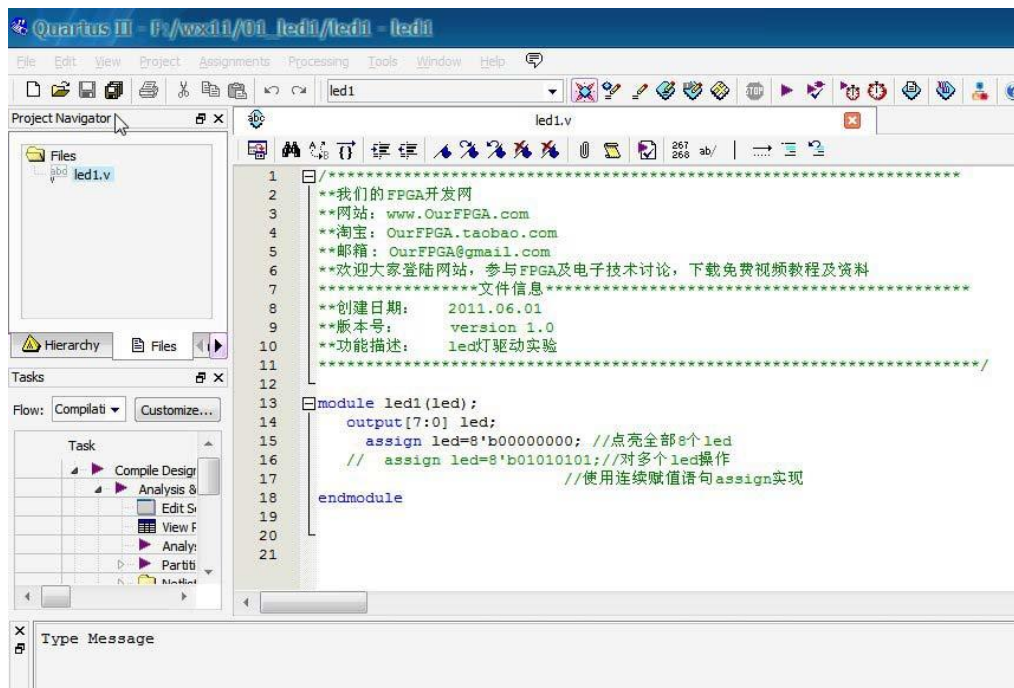 Quartus II - F:/wx11/01_led1/led1 - led1
File Edit View Project Assignments Processing Tools Window Help
led1
Project Navigator
led1.v
Files
led1.v
267
268
ab/
Hierarchy
Files
Tasks
Flow: Compilati
Customize...
Task
Compile Design
Analysis &
Edit S
View F
Analy
Partiti
Netlist
1 /*******************************************************************
2 **我们的FPGA开发网
3 **网站：www.OurFPGA.com
4 **淘宝：OurFPGA.taobao.com
5 **邮箱：OurFPGA@gmail.com
6 **欢迎大家登陆网站，参与FPGA及电子技术讨论，下载免费视频教程及资料
7 *****************文件信息*********************************************
8 **创建日期： 2011.06.01
9 **版本号： version 1.0
10 **功能描述： led灯驱动实验
11 **********************************************************************/
12
13 module led1(led);
14 output[7:0] led;
15 assign led=8'b00000000; //点亮全部8个led
16 // assign led=8'b01010101;//对多个led操作
17 //使用连续赋值语句assign实现
18 endmodule
19
20
21
Type Message